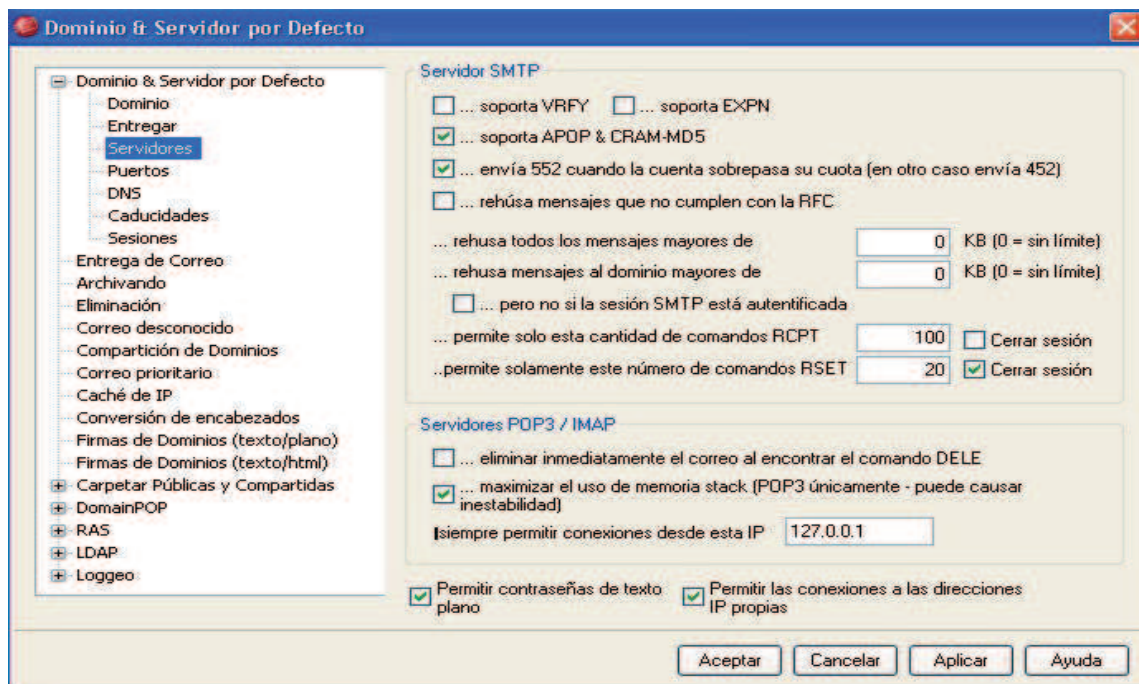 Dominio & Servidor por Defecto
Dominio & Servidor por Defecto
Dominio
Entregar
Servidores
Puertos
DNS
Caducidades
Sesiones
Entrega de Correo
Archivando
Eliminación
Correo desconocido
Compartición de Dominios
Correo prioritario
Caché de IP
Conversión de encabezados
Firmas de Dominios (texto/plano)
Firmas de Dominios (texto/html)
Carpetar Públicas y Compartidas
DomainPOP
RAS
LDAP
Loggeo
Servidor SMTP
... soporta VRFY ... soporta EXPN
... soporta APOP & CRAM-MD5
... envía 552 cuando la cuenta sobrepasa su cuota (en otro caso envía 452)
... rehúsa mensajes que no cumplen con la RFC
... rehusa todos los mensajes mayores de 0 KB (0 = sin límite)
... rehusa mensajes al dominio mayores de 0 KB (0 = sin límite)
... pero no si la sesión SMTP está autentificada
... permite solo esta cantidad de comandos RCPT 100 Cerrar sesión
..permite solamente este número de comandos RSET 20 Cerrar sesión
Servidores POP3 / IMAP
... eliminar inmediatamente el correo al encontrar el comando DELE
... maximizar el uso de memoria stack (POP3 únicamente - puede causar
inestabilidad)
Isiempre permitir conexiones desde esta IP 127.0.0.1
Permitir contraseñas de texto
plano
Permitir las conexiones a las direcciones
IP propias
Aceptar Cancelar Aplicar Ayuda